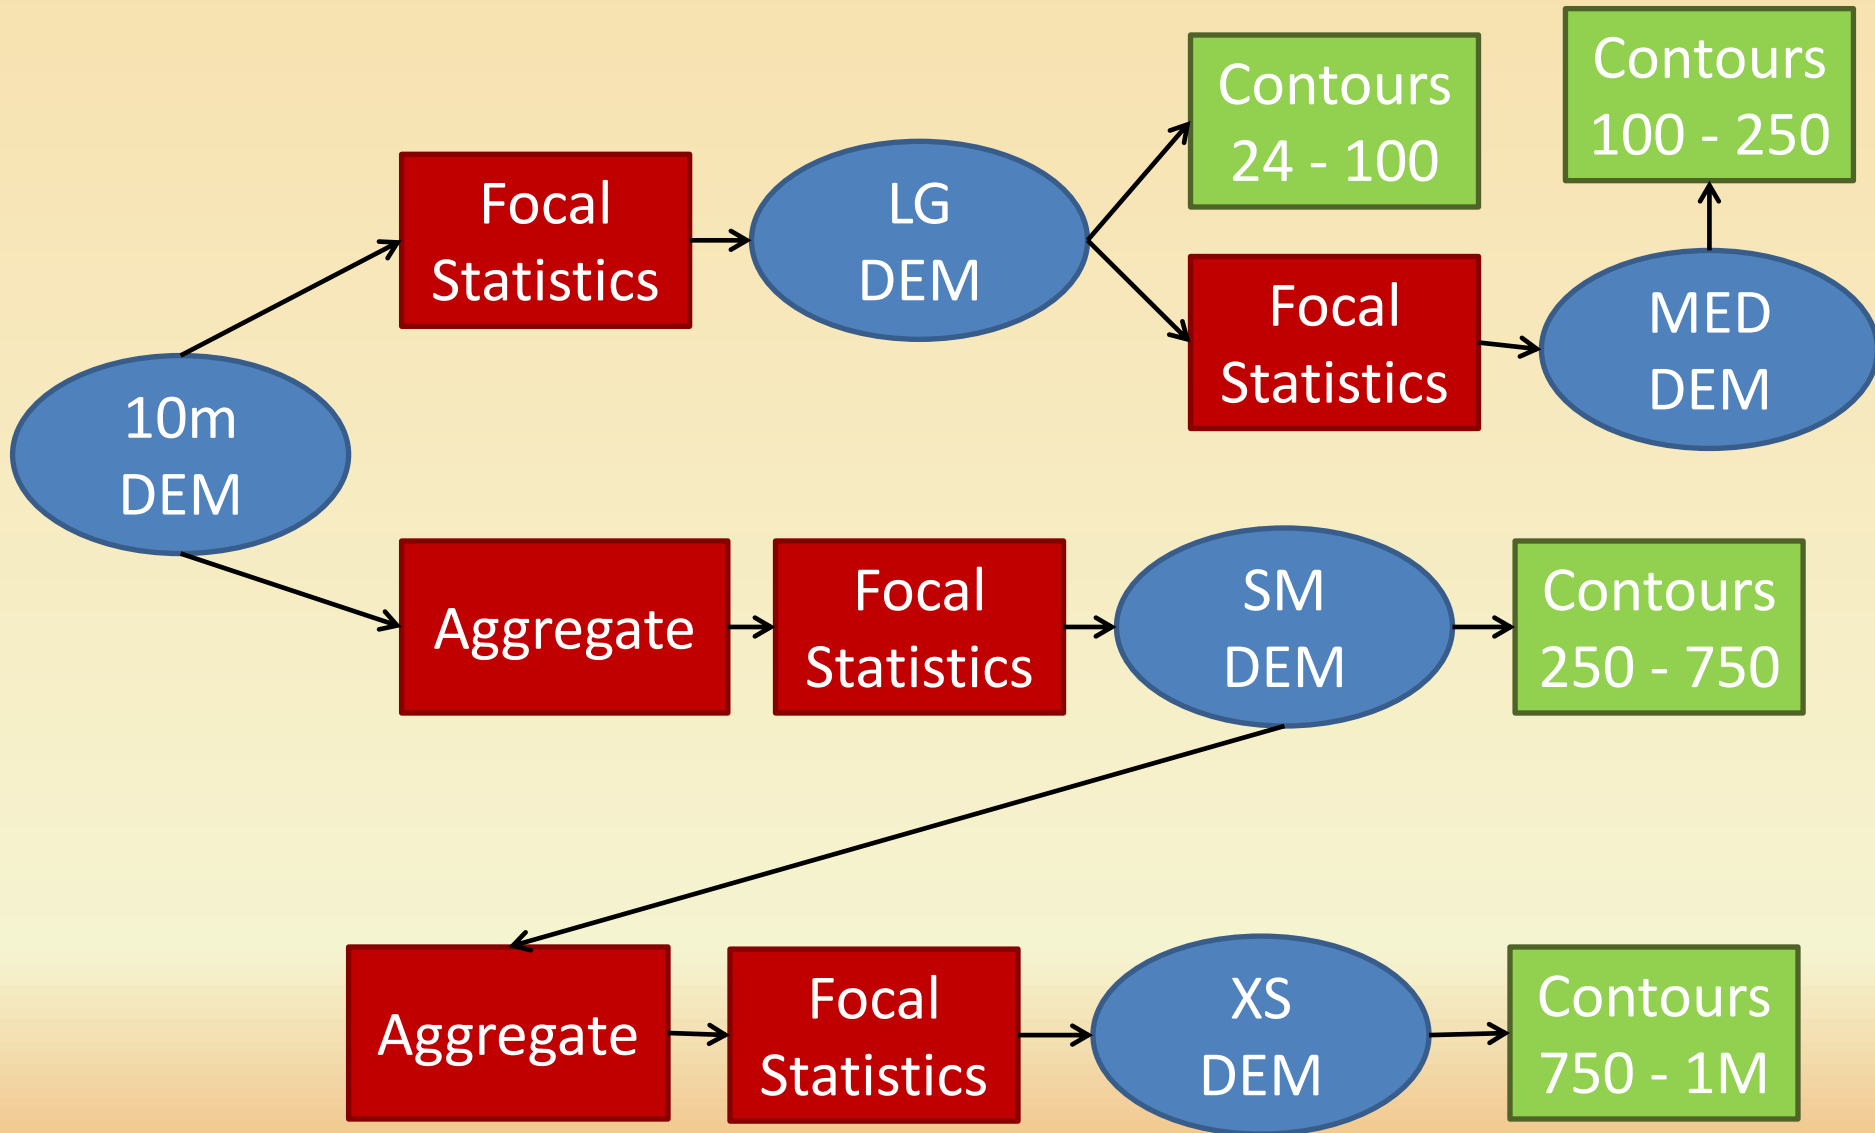 Contours
24 - 100
Contours
100 - 250
Focal
Statistics
LG
DEM
Focal
Statistics
MED
DEM
10m
DEM
Aggregate
Focal
Statistics
SM
DEM
Contours
250 - 750
Aggregate
Focal
Statistics
XS
DEM
Contours
750 - 1M